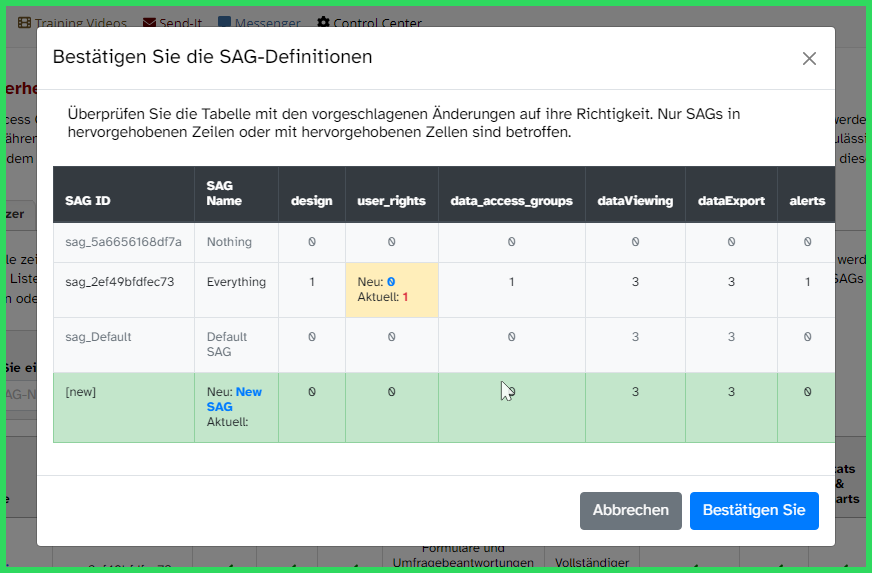 Training Videos Send-It Messenger Control Center
Bestätigen Sie die SAG-Definitionen
Überprüfen Sie die Tabelle mit den vorgeschlagenen Änderungen auf ihre Richtigkeit. Nur SAGs in
hervorgehobenen Zeilen oder mit hervorgehobenen Zellen sind betroffen.
SAG ID SAG Name design user_rights data_access_groups dataViewing dataExport alerts
sag_5a6656168df7a Nothing 0 0 0 0 0 0
sag_2ef49bfdfec73 Everything 1 Neu: 0 1 3 3 1
Aktuell: 1
sag_Default Default 0 0 0 3 3 0
SAG
[new] Neu: New 0 0 0 3 3 0
SAG
Aktuell:
Abbrechen Bestätigen Sie
Formulare und
Umfragebeantwortungen Vollständiger